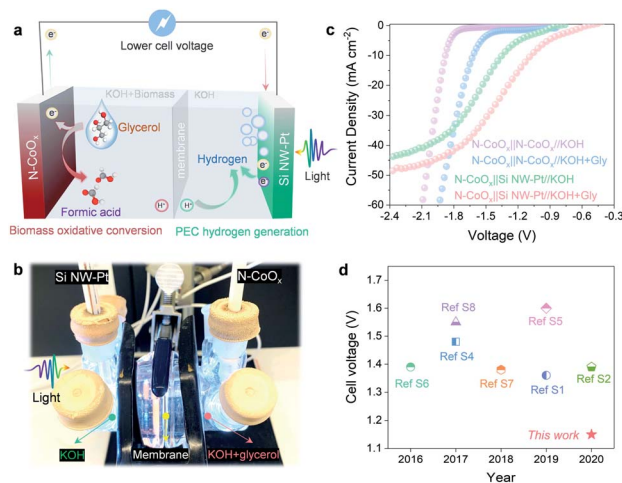 a
e⁻
e⁻
Lower cell voltage
KOH+Biomass
KOH
N-CoOₓ
e⁻
Glycerol
membrane
Hydrogen
e⁻
e⁻
Si NW-Pt
Light
Formic acid
H⁺
H⁺
Biomass oxidative conversion
PEC hydrogen generation
b
Si NW-Pt
N-CoOₓ
Light
KOH
Membrane
KOH+glycerol
c
Current Density (mA cm⁻²)
0
-10
-20
-30
-40
-50
-60
N-CoOₓ||N-CoOₓ//KOH
N-CoOₓ||N-CoOₓ//KOH+Gly
N-CoOₓ||Si NW-Pt//KOH
N-CoOₓ||Si NW-Pt//KOH+Gly
-2.4
-2.1
-1.8
-1.5
-1.2
-0.9
-0.6
-0.3
Voltage (V)
d
Cell voltage (V)
1.7
1.6
1.5
1.4
1.3
1.2
1.1
Ref S8
Ref S5
Ref S4
Ref S6
Ref S7
Ref S1
Ref S2
This work
2016
2017
2018
2019
2020
Year